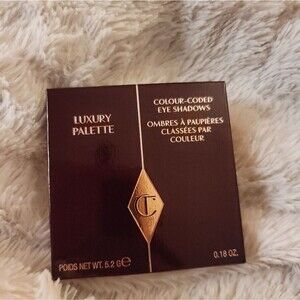 LUXURY
PALETTE
COLOUR-CODED
EYE SHADOWS
OMBRES À PAUPIÈRES
CLASSÉES PAR
COULEUR
POIDS NET WT. 5.2 G℮
0.18 OZ.